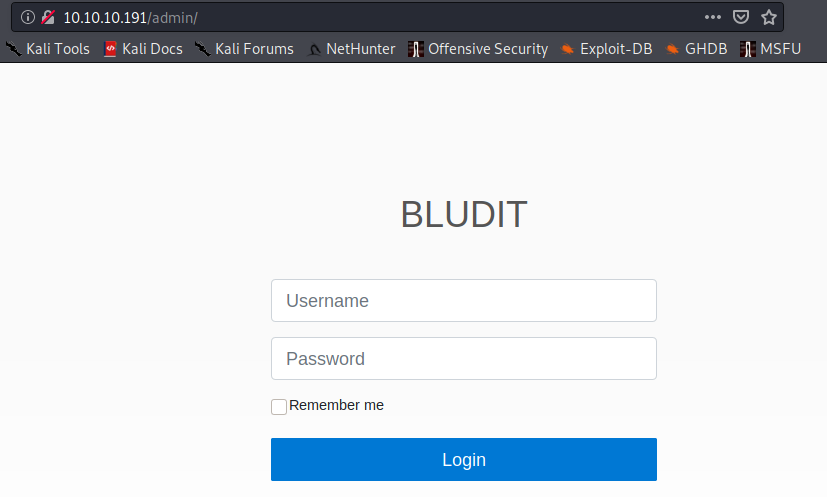 10.10.10.191/admin/
Kali Tools Kali Docs Kali Forums NetHunter Offensive Security Exploit-DB GHDB MSFU
BLUDIT
Username
Password
Remember me
Login